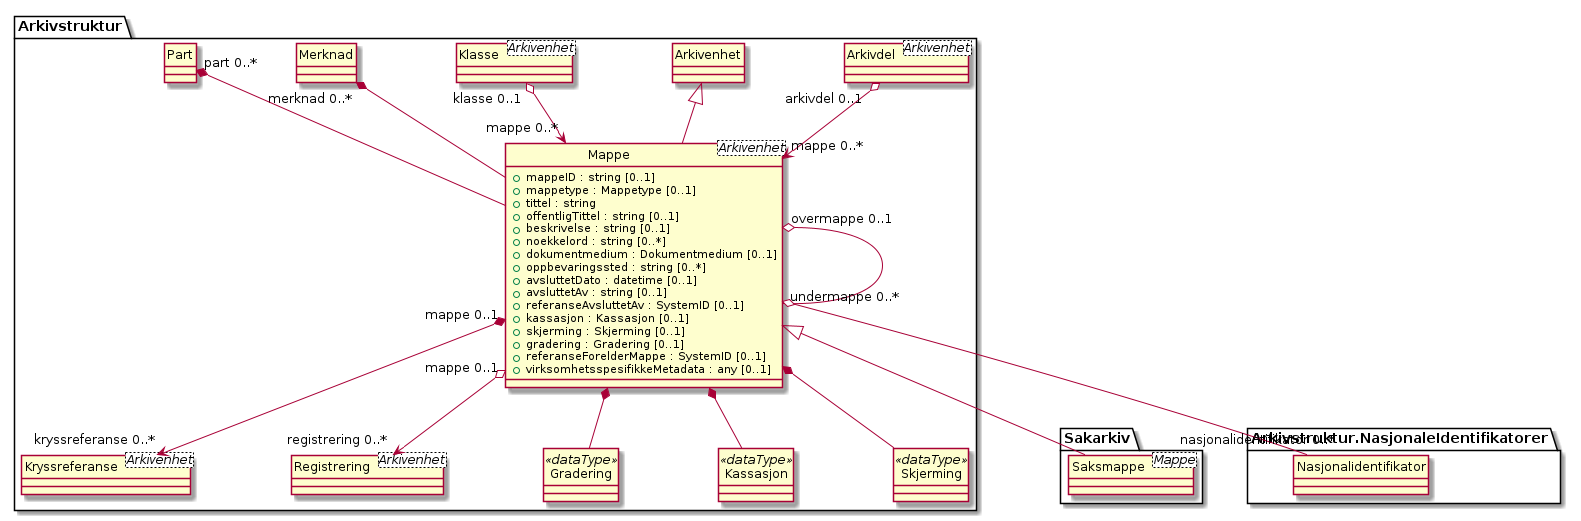 Arkivstruktur
Part
Merknad
Klasse
Arkivenhet
Arkivenhet
Arkivdel
Arkivenhet
part 0..*
merknad 0..*
klasse 0..1
arkivdel 0..1
mappe 0..*
mappe 0..*
Mappe
Arkivenhet
mappeID : string [0..1]
mappetype : Mappetype [0..1]
tittel : string
offentligTittel : string [0..1]
beskrivelse : string [0..1]
noekkelord : string [0..*]
dokumentmedium : Dokumentmedium [0..1]
oppbevaringssted : string [0..*]
avsluttetDato : datetime [0..1]
avsluttetAv : string [0..1]
referanseAvsluttetAv : SystemID [0..1]
kassasjon : Kassasjon [0..1]
skjerming : Skjerming [0..1]
gradering : Gradering [0..1]
referanseForelderMappe : SystemID [0..1]
virksomhetsspesifikkeMetadata : any [0..1]
overmappe 0..1
undermappe 0..*
mappe 0..1
mappe 0..1
kryssreferanse 0..*
registrering 0..*
nasjonalidentifikator 0..*
Kryssreferanse
Arkivenhet
Registrering
Arkivenhet
«dataType»
Gradering
«dataType»
Kassasjon
«dataType»
Skjerming
Sakarkiv
Saksmappe
Mappe
Arkivstruktur.NasjonaleIdentifikatorer
Nasjonalidentifikator